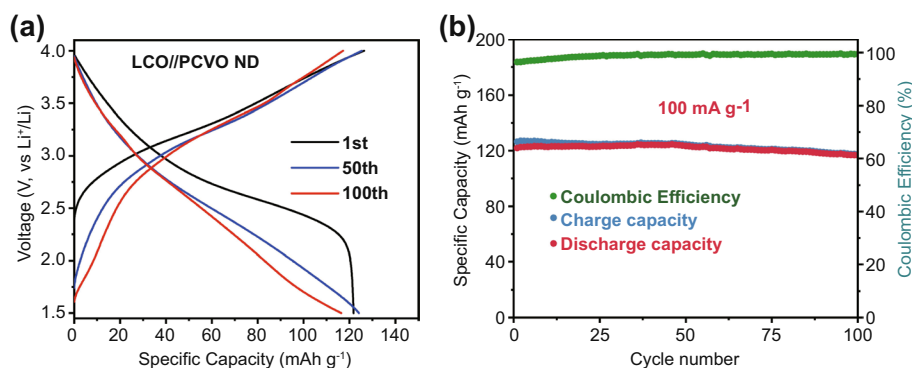 (a)
LCO//PCVO ND
1st
50th
100th
4.0
3.5
3.0
2.5
2.0
1.5
Voltage (V, vs Li⁺/Li)
0 20 40 60 80 100 120 140
Specific Capacity (mAh g⁻¹)
(b)
100 mA g-1
Coulombic Efficiency
Charge capacity
Discharge capacity
200
160
120
80
40
0
Specific Capacity (mAh g⁻¹)
0 25 50 75 100
Cycle number
100
80
60
40
20
0
Coulombic Efficiency (%)